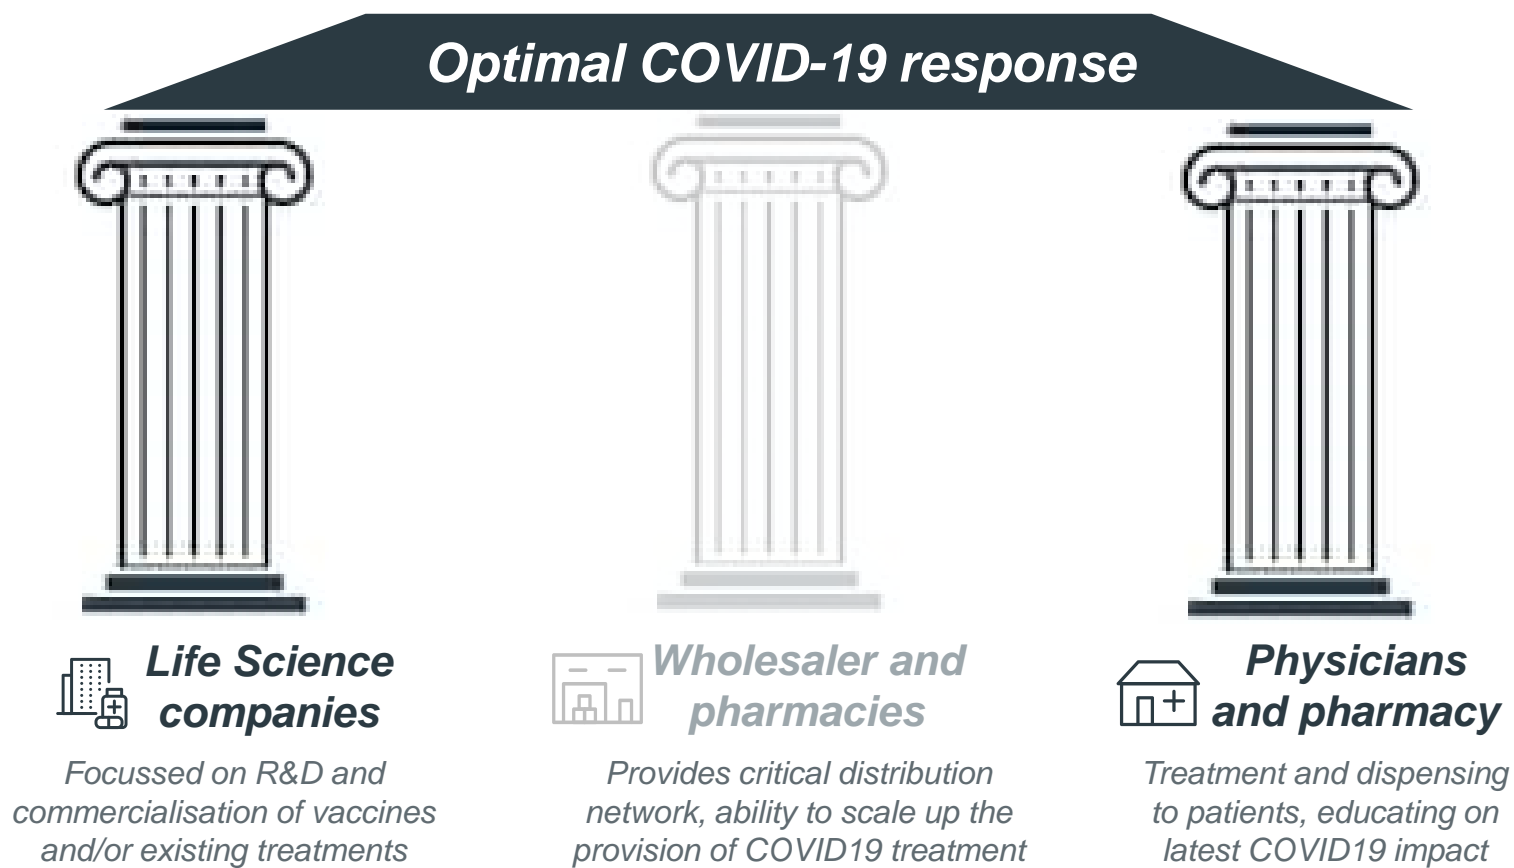 Optimal COVID-19 response
Life Science
companies
Focussed on R&D and
commercialisation of vaccines
and/or existing treatments
Wholesaler and
pharmacies
Provides critical distribution
network, ability to scale up the
provision of COVID19 treatment
Physicians
and pharmacy
Treatment and dispensing
to patients, educating on
latest COVID19 impact